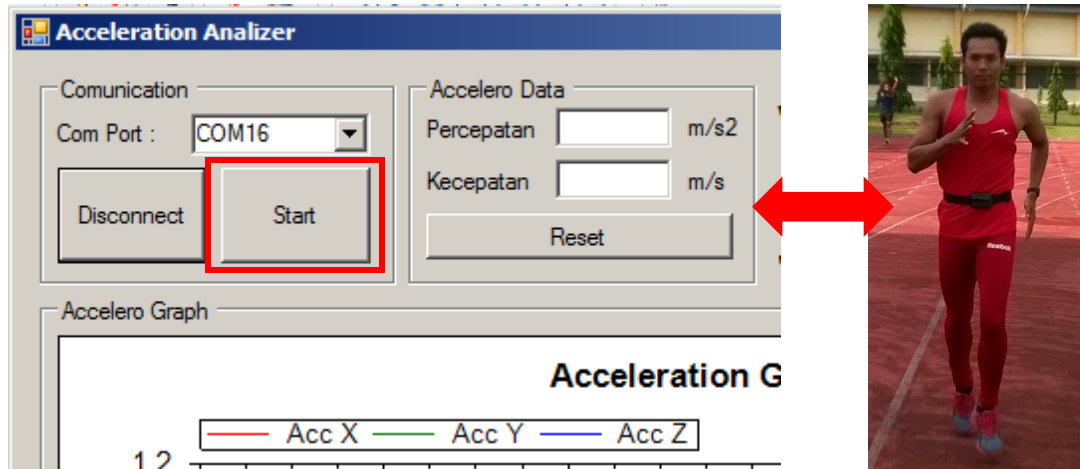 Acceleration Analizer
Comunication
Com Port :
COM16
Disconnect
Start
Accelero Data
Percepatan
m/s2
Kecepatan
m/s
Reset
Accelero Graph
Acceleration G
Acc X
Acc Y
Acc Z
1.2
Reebok